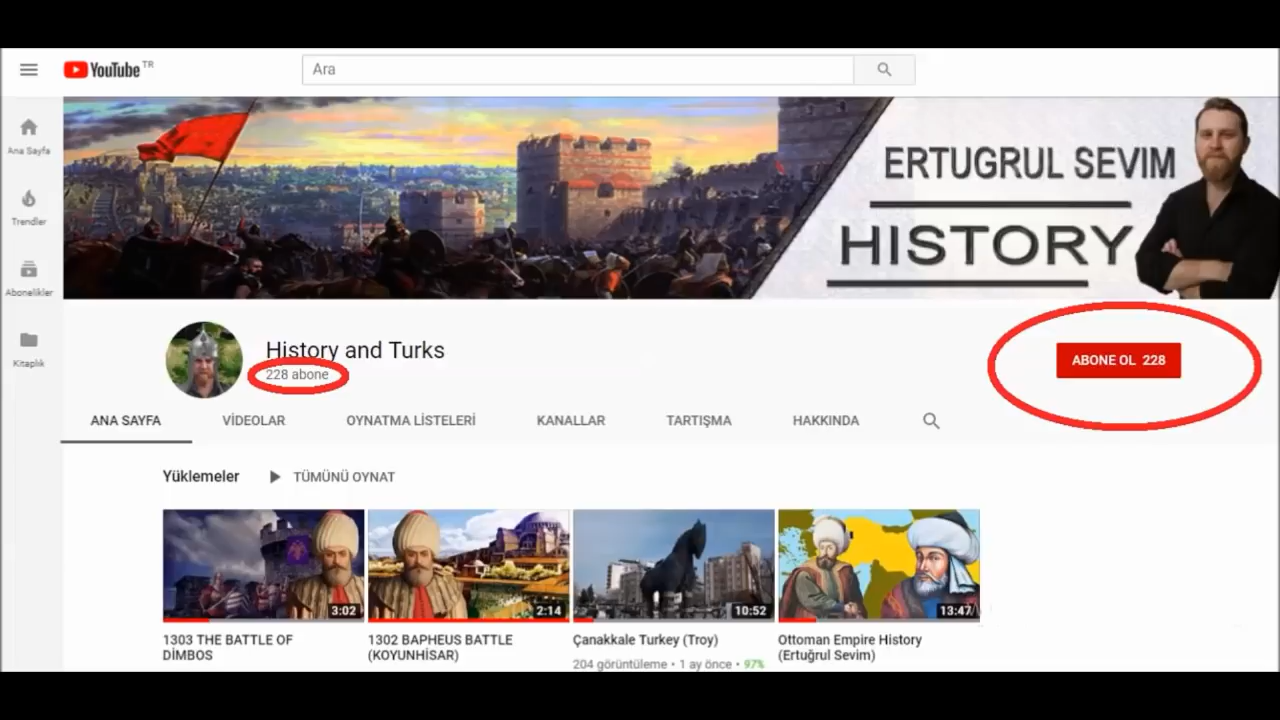 YouTube TR
Ara
Ana Sayfa
Trendler
Abonelikler
Kitaplık
ERTUGRUL SEVIM
HISTORY
History and Turks
228 abone
ABONE OL 228
ANA SAYFA
VİDEOLAR
OYNATMA LİSTELERİ
KANALLAR
TARTIŞMA
HAKKINDA
Yüklemeler
TÜMÜNÜ OYNAT
3:02
2:14
10:52
13:47
1303 THE BATTLE OF
DİMBOS
1302 BAPHEUS BATTLE
(KOYUNHİSAR)
Çanakkale Turkey (Troy)
204 görüntüleme • 1 ay önce • 97%
Ottoman Empire History
(Ertuğrul Sevim)